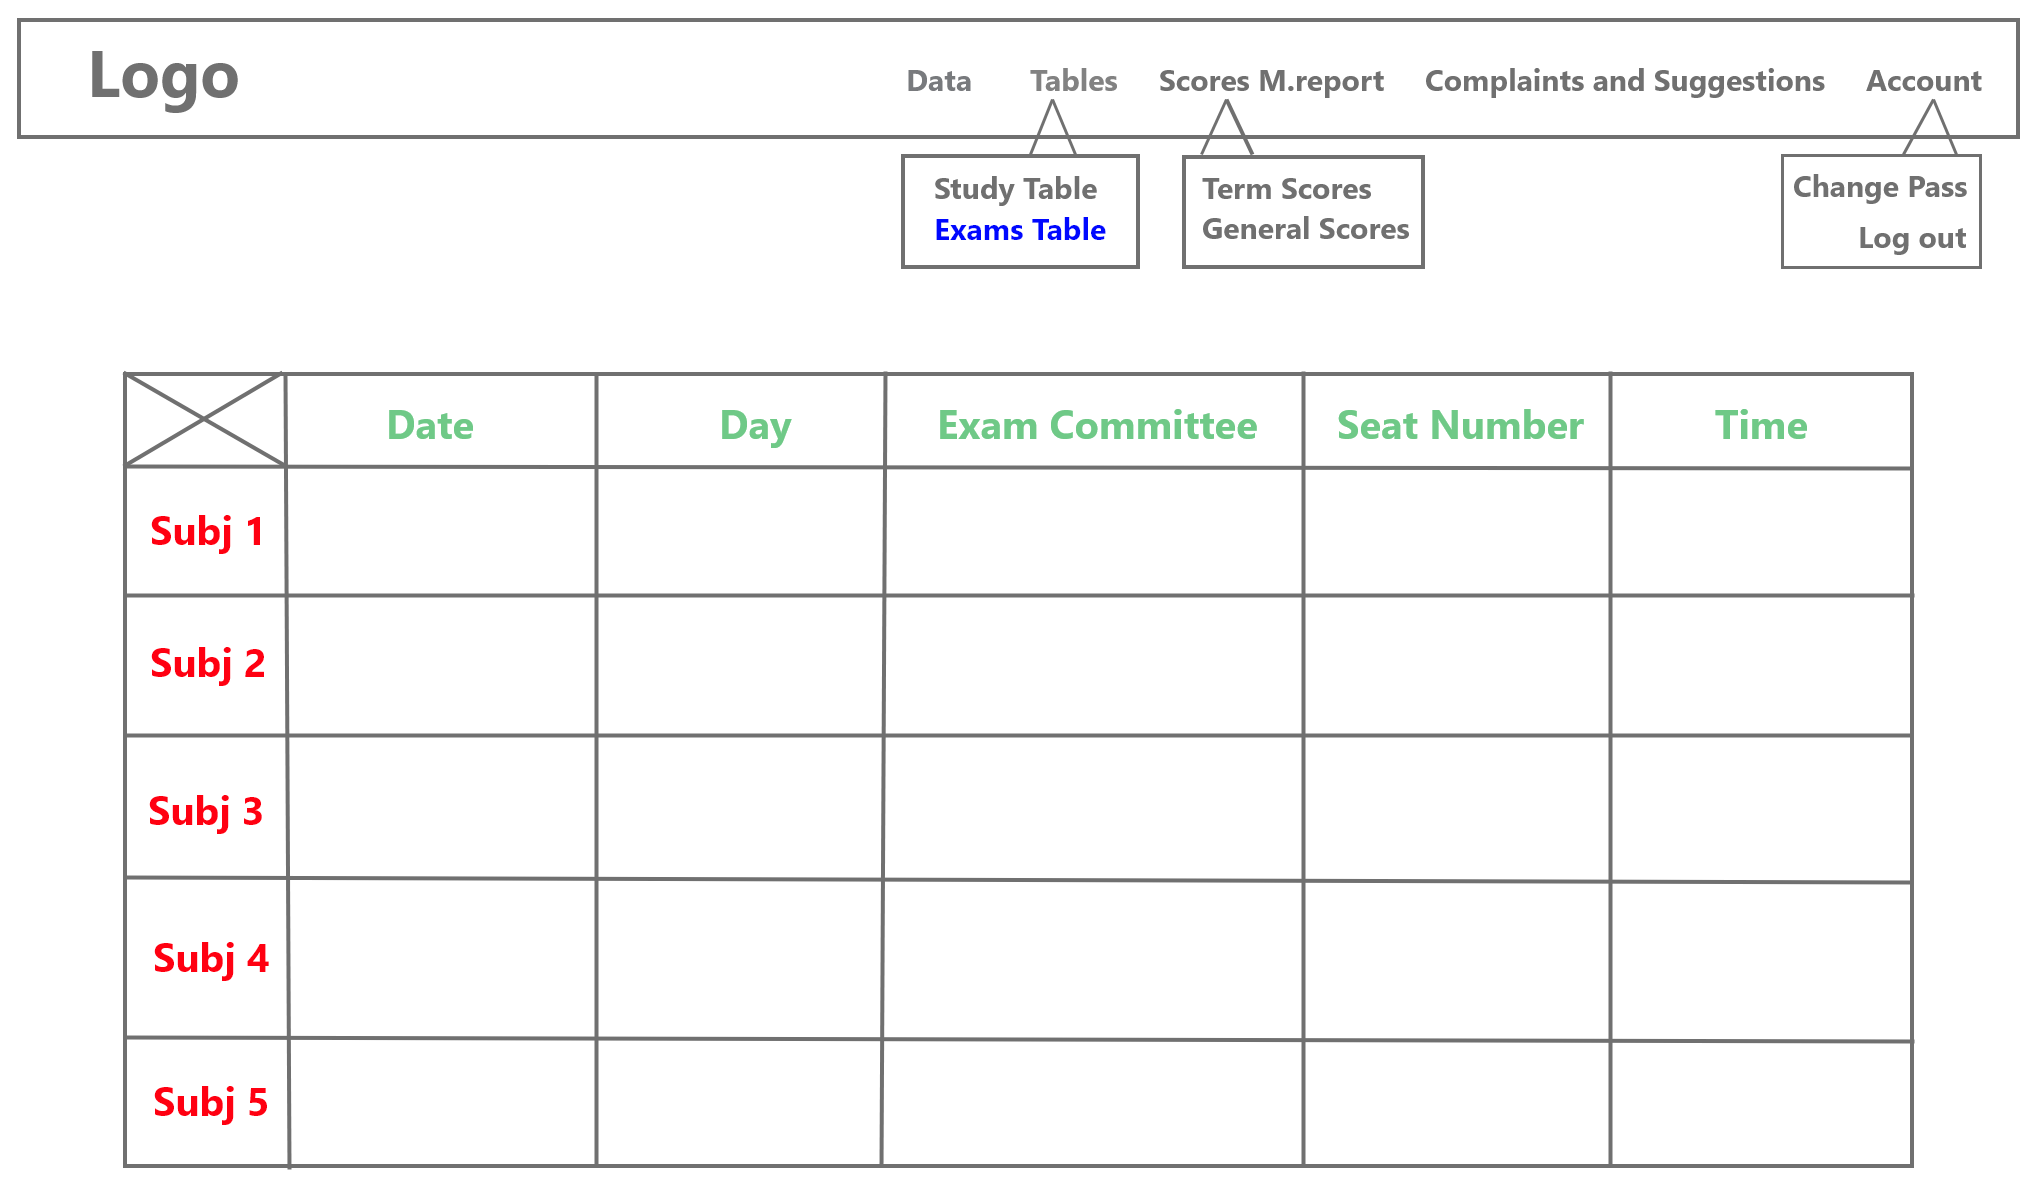 Logo
Data Tables Scores M.report Complaints and Suggestions Account
Study Table
Exams Table
Term Scores
General Scores
Change Pass
Log out
Date Day Exam Committee Seat Number Time
Subj 1
Subj 2
Subj 3
Subj 4
Subj 5